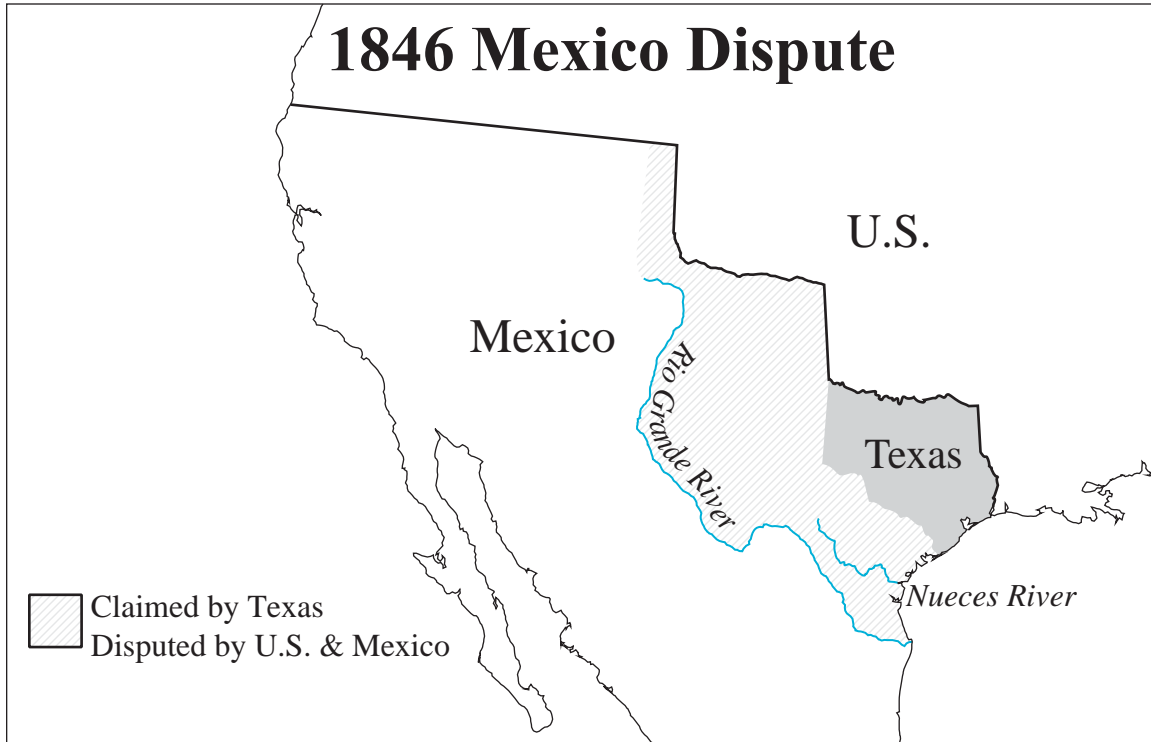 1846 Mexico Dispute
U.S.
Mexico
Rio Grande River
Texas
Nueces River
Claimed by Texas
Disputed by U.S. & Mexico